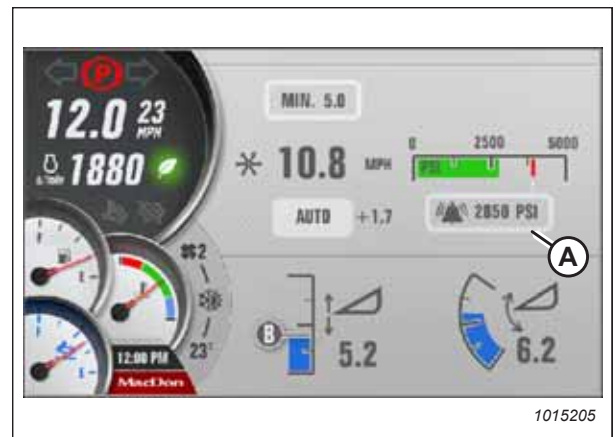 P
12.0 23 MPH
1880
MIN. 5.0
10.8 MPH
AUTO +1.7
0 2500 5000
PSI
2850 PSI
A
F
E
F
E
2
23°
12:00 PM
MacDon
B
5.2
6.2
1015205